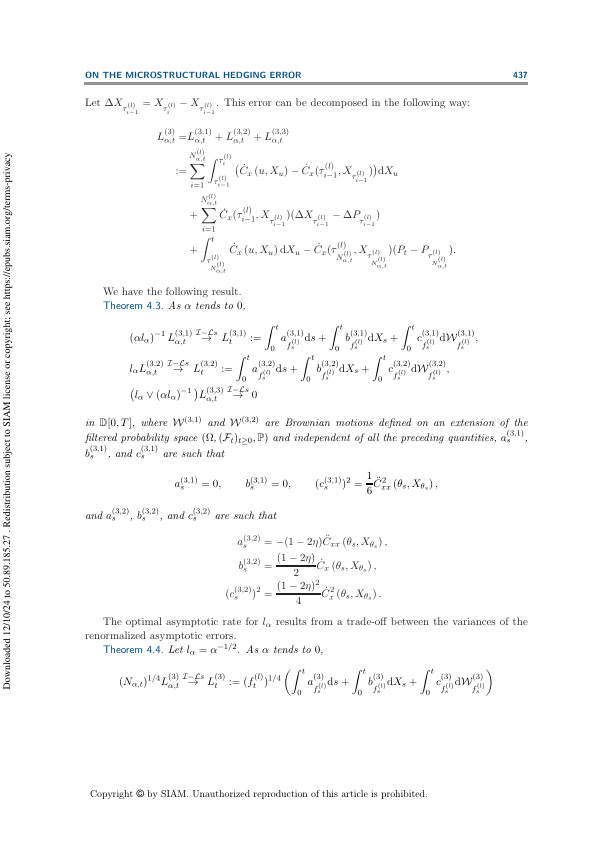 ON THE MICROSTRUCTURAL HEDGING ERROR 437
Let $\Delta X_{\tau_{i-1}^{(l)}} = X_{\tau_i^{(l)}} - X_{\tau_{i-1}^{(l)}}$. This error can be decomposed in the following way:
$L_{\alpha,t}^{(3)} = L_{\alpha,t}^{(3,1)} + L_{\alpha,t}^{(3,2)} + L_{\alpha,t}^{(3,3)}$
$:= \sum_{i=1}^{N_{\alpha,t}^{(l)}} \int_{\tau_{i-1}^{(l)}}^{\tau_i^{(l)}} (\dot{C}_x(u, X_u) - \dot{C}_x(\tau_{i-1}^{(l)}, X_{\tau_{i-1}^{(l)}})) \mathrm{d}X_u$
$+ \sum_{i=1}^{N_{\alpha,t}^{(l)}} \dot{C}_x(\tau_{i-1}^{(l)}, X_{\tau_{i-1}^{(l)}})(\Delta X_{\tau_{i-1}^{(l)}} - \Delta P_{\tau_{i-1}^{(l)}})$
$+ \int_{\tau_{N_{\alpha,t}^{(l)}}^{(l)}}^{t} \dot{C}_x(u, X_u) \mathrm{d}X_u - \dot{C}_x(\tau_{N_{\alpha,t}^{(l)}}^{(l)}, X_{\tau_{N_{\alpha,t}^{(l)}}^{(l)}})(P_t - P_{\tau_{N_{\alpha,t}^{(l)}}^{(l)}}).$
We have the following result.
Theorem 4.3. As $\alpha$ tends to 0,
$(\alpha l_\alpha)^{-1} L_{\alpha,t}^{(3,1)} \overset{\mathcal{I}-\mathcal{L}s}{\to} L_t^{(3,1)} := \int_0^t a_{f_s^{(l)}}^{(3,1)} \mathrm{d}s + \int_0^t b_{f_s^{(l)}}^{(3,1)} \mathrm{d}X_s + \int_0^t c_{f_s^{(l)}}^{(3,1)} \mathrm{d}\mathcal{W}_{f_s^{(l)}}^{(3,1)},$
$l_\alpha L_{\alpha,t}^{(3,2)} \overset{\mathcal{I}-\mathcal{L}s}{\to} L_t^{(3,2)} := \int_0^t a_{f_s^{(l)}}^{(3,2)} \mathrm{d}s + \int_0^t b_{f_s^{(l)}}^{(3,2)} \mathrm{d}X_s + \int_0^t c_{f_s^{(l)}}^{(3,2)} \mathrm{d}\mathcal{W}_{f_s^{(l)}}^{(3,2)},$
$(l_\alpha \vee (\alpha l_\alpha)^{-1}) L_{\alpha,t}^{(3,3)} \overset{\mathcal{I}-\mathcal{L}s}{\to} 0$
in $\mathbb{D}[0, T]$, where $\mathcal{W}^{(3,1)}$ and $\mathcal{W}^{(3,2)}$ are Brownian motions defined on an extension of the
filtered probability space $(\Omega, (\mathcal{F}_t)_{t \geq 0}, \mathbb{P})$ and independent of all the preceding quantities, $a_s^{(3,1)}$,
$b_s^{(3,1)}$, and $c_s^{(3,1)}$ are such that
$a_s^{(3,1)} = 0, \quad b_s^{(3,1)} = 0, \quad (c_s^{(3,1)})^2 = \frac{1}{6} \ddot{C}_{xx}^2(\theta_s, X_{\theta_s}),$
and $a_s^{(3,2)}$, $b_s^{(3,2)}$, and $c_s^{(3,2)}$ are such that
$a_s^{(3,2)} = -(1 - 2\eta)\ddot{C}_{xx}(\theta_s, X_{\theta_s}),$
$b_s^{(3,2)} = \frac{(1 - 2\eta)}{2} \dot{C}_x(\theta_s, X_{\theta_s}),$
$(c_s^{(3,2)})^2 = \frac{(1 - 2\eta)^2}{4} \dot{C}_x^2(\theta_s, X_{\theta_s}).$
The optimal asymptotic rate for $l_\alpha$ results from a trade-off between the variances of the
renormalized asymptotic errors.
Theorem 4.4. Let $l_\alpha = \alpha^{-1/2}$. As $\alpha$ tends to 0,
$(N_{\alpha,t})^{1/4} L_{\alpha,t}^{(3)} \overset{\mathcal{I}-\mathcal{L}s}{\to} L_t^{(3)} := (f_t^{(l)})^{1/4} \left( \int_0^t a_{f_s^{(l)}}^{(3)} \mathrm{d}s + \int_0^t b_{f_s^{(l)}}^{(3)} \mathrm{d}X_s + \int_0^t c_{f_s^{(l)}}^{(3)} \mathrm{d}\mathcal{W}_{f_s^{(l)}}^{(3)} \right)$
Copyright © by SIAM. Unauthorized reproduction of this article is prohibited.
Downloaded 12/10/24 to 50.89.185.27 . Redistribution subject to SIAM license or copyright; see https://epubs.siam.org/terms-privacy